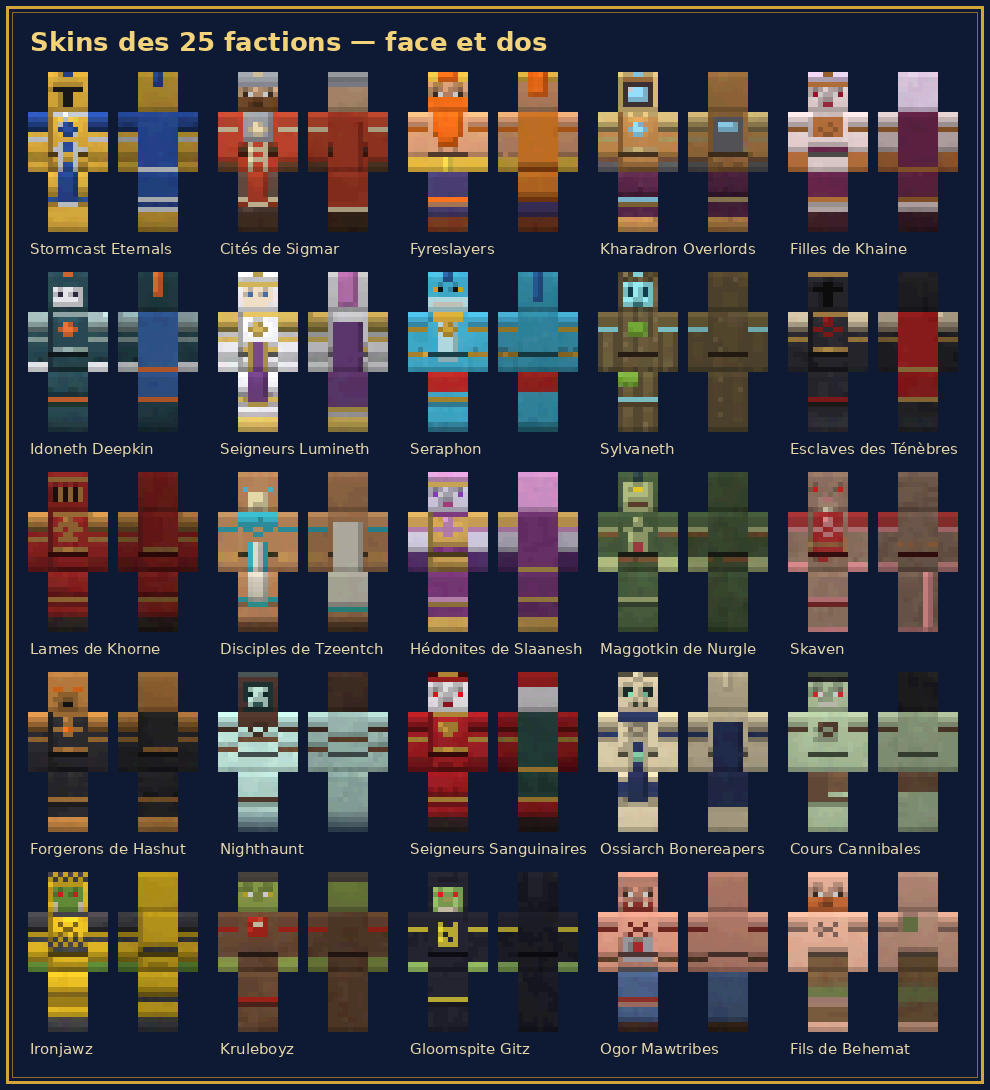 Skins des 25 factions — face et dos
Stormcast Eternals
Cités de Sigmar
Fyreslayers
Kharadron Overlords
Filles de Khaine
Idoneth Deepkin
Seigneurs Lumineth
Seraphon
Sylvaneth
Esclaves des Ténèbres
Lames de Khorne
Disciples de Tzeentch
Hédonites de Slaanesh
Maggotkin de Nurgle
Skaven
Forgerons de Hashut
Nighthaunt
Seigneurs Sanguinaires
Ossiarch Bonereapers
Cours Cannibales
Ironjawz
Kruleboyz
Gloomspite Gitz
Ogor Mawtribes
Fils de Behemat